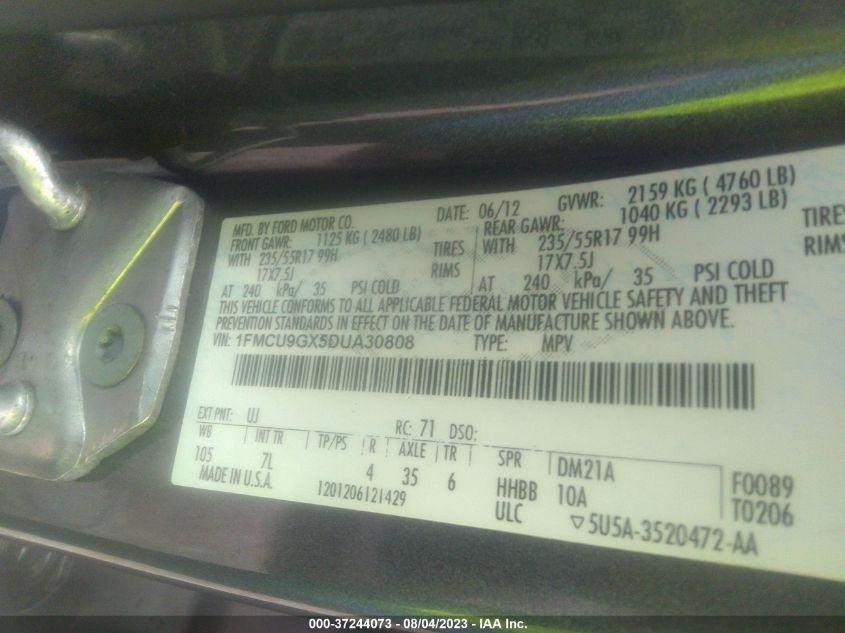 MFD. BY FORD MOTOR CO. DATE: 06/12 GVWR: 2159 KG ( 4760 LB)
FRONT GAWR: 1125 KG ( 2480 LB) REAR GAWR: 1040 KG ( 2293 LB)
WITH 235/55R17 99H TIRES WITH 235/55R17 99H TIRES
17X7.5J RIMS 17X7.5J RIMS
AT 240 kPa/ 35 PSI COLD AT 240 kPa/ 35 PSI COLD
THIS VEHICLE CONFORMS TO ALL APPLICABLE FEDERAL MOTOR VEHICLE SAFETY AND THEFT
PREVENTION STANDARDS IN EFFECT ON THE DATE OF MANUFACTURE SHOWN ABOVE.
VIN: 1FMCU9GX5DUA30808 TYPE: MPV
EXT PNT: UJ RC: 71 DSO:
WB INT TR TP/PS R AXLE TR SPR DM21A
105 7L 4 35 6 HHBB 10A F0089
MADE IN U.S.A. 1201206121429 ULC ▽5U5A-3520472-AA T0206
000-37244073 - 08/04/2023 - IAA Inc.